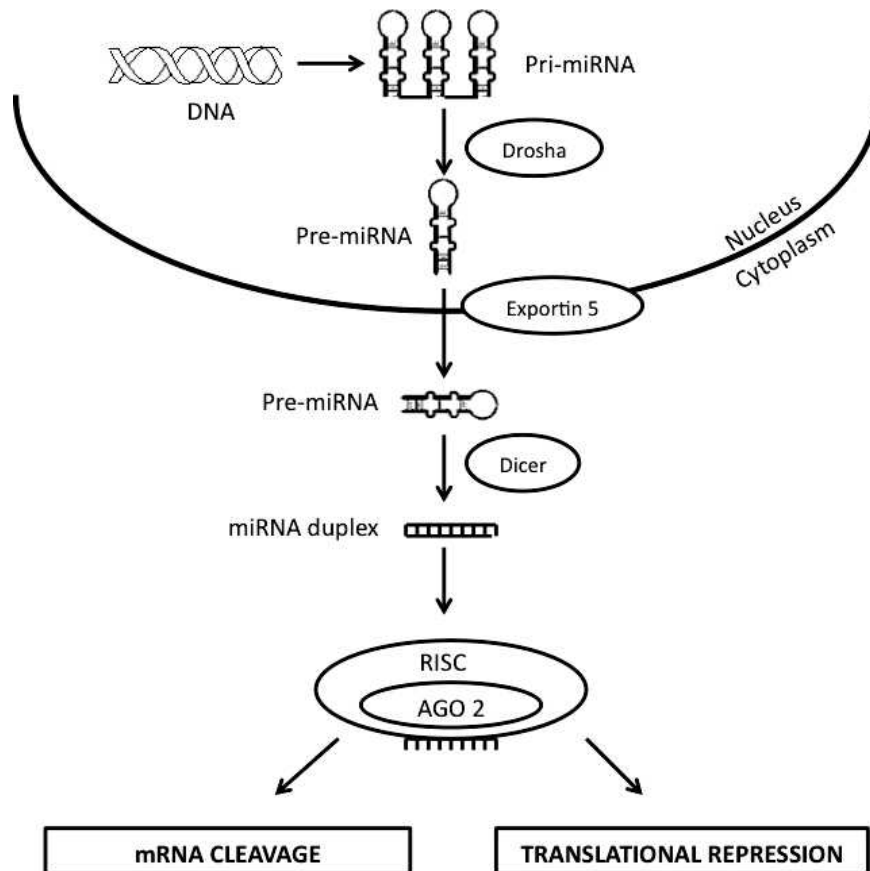 Pri-miRNA
DNA
Drosha
Pre-miRNA
Nucleus
Cytoplasm
Exportin 5
Pre-miRNA
Dicer
miRNA duplex
RISC
AGO 2
mRNA CLEAVAGE
TRANSLATIONAL REPRESSION